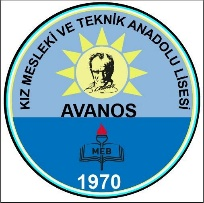 KIZ MESLEKİ VE TEKNİK ANADOLU LİSESİ
AVANOS
MEB
1970